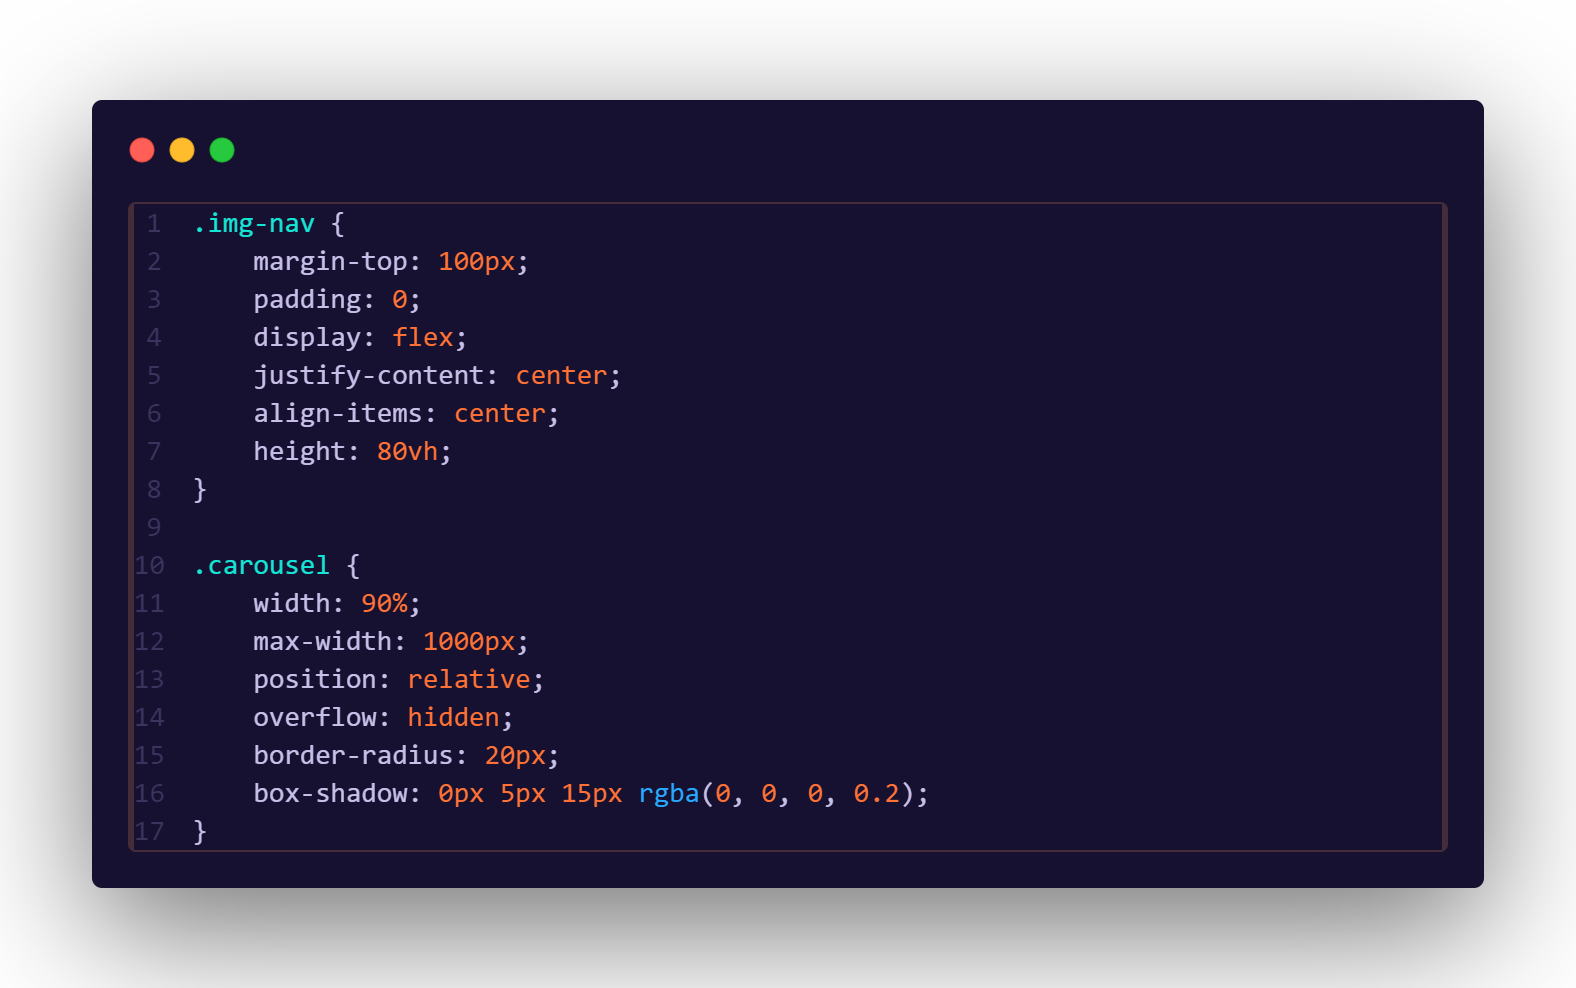 1 .img-nav {
2 margin-top: 100px;
3 padding: 0;
4 display: flex;
5 justify-content: center;
6 align-items: center;
7 height: 80vh;
8 }
9
10 .carousel {
11 width: 90%;
12 max-width: 1000px;
13 position: relative;
14 overflow: hidden;
15 border-radius: 20px;
16 box-shadow: 0px 5px 15px rgba(0, 0, 0, 0.2);
17 }